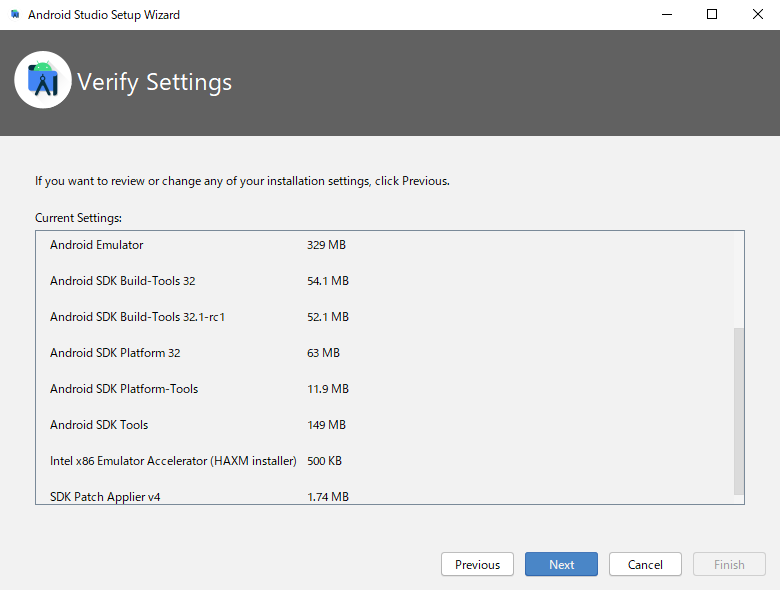 Android Studio Setup Wizard
Verify Settings
If you want to review or change any of your installation settings, click Previous.
Current Settings:
Android Emulator 329 MB
Android SDK Build-Tools 32 54.1 MB
Android SDK Build-Tools 32.1-rc1 52.1 MB
Android SDK Platform 32 63 MB
Android SDK Platform-Tools 11.9 MB
Android SDK Tools 149 MB
Intel x86 Emulator Accelerator (HAXM installer) 500 KB
SDK Patch Applier v4 1.74 MB
Previous Next Cancel Finish